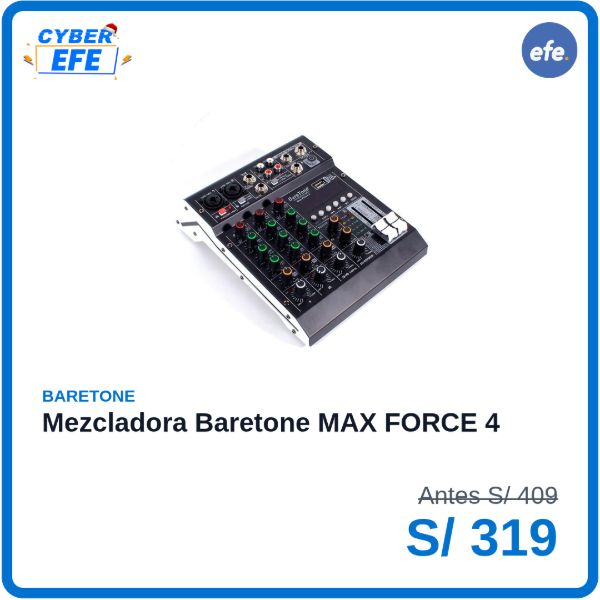 CYBER
EFE
efe.
BARETONE
Mezcladora Baretone MAX FORCE 4
Antes S/ 409
S/ 319